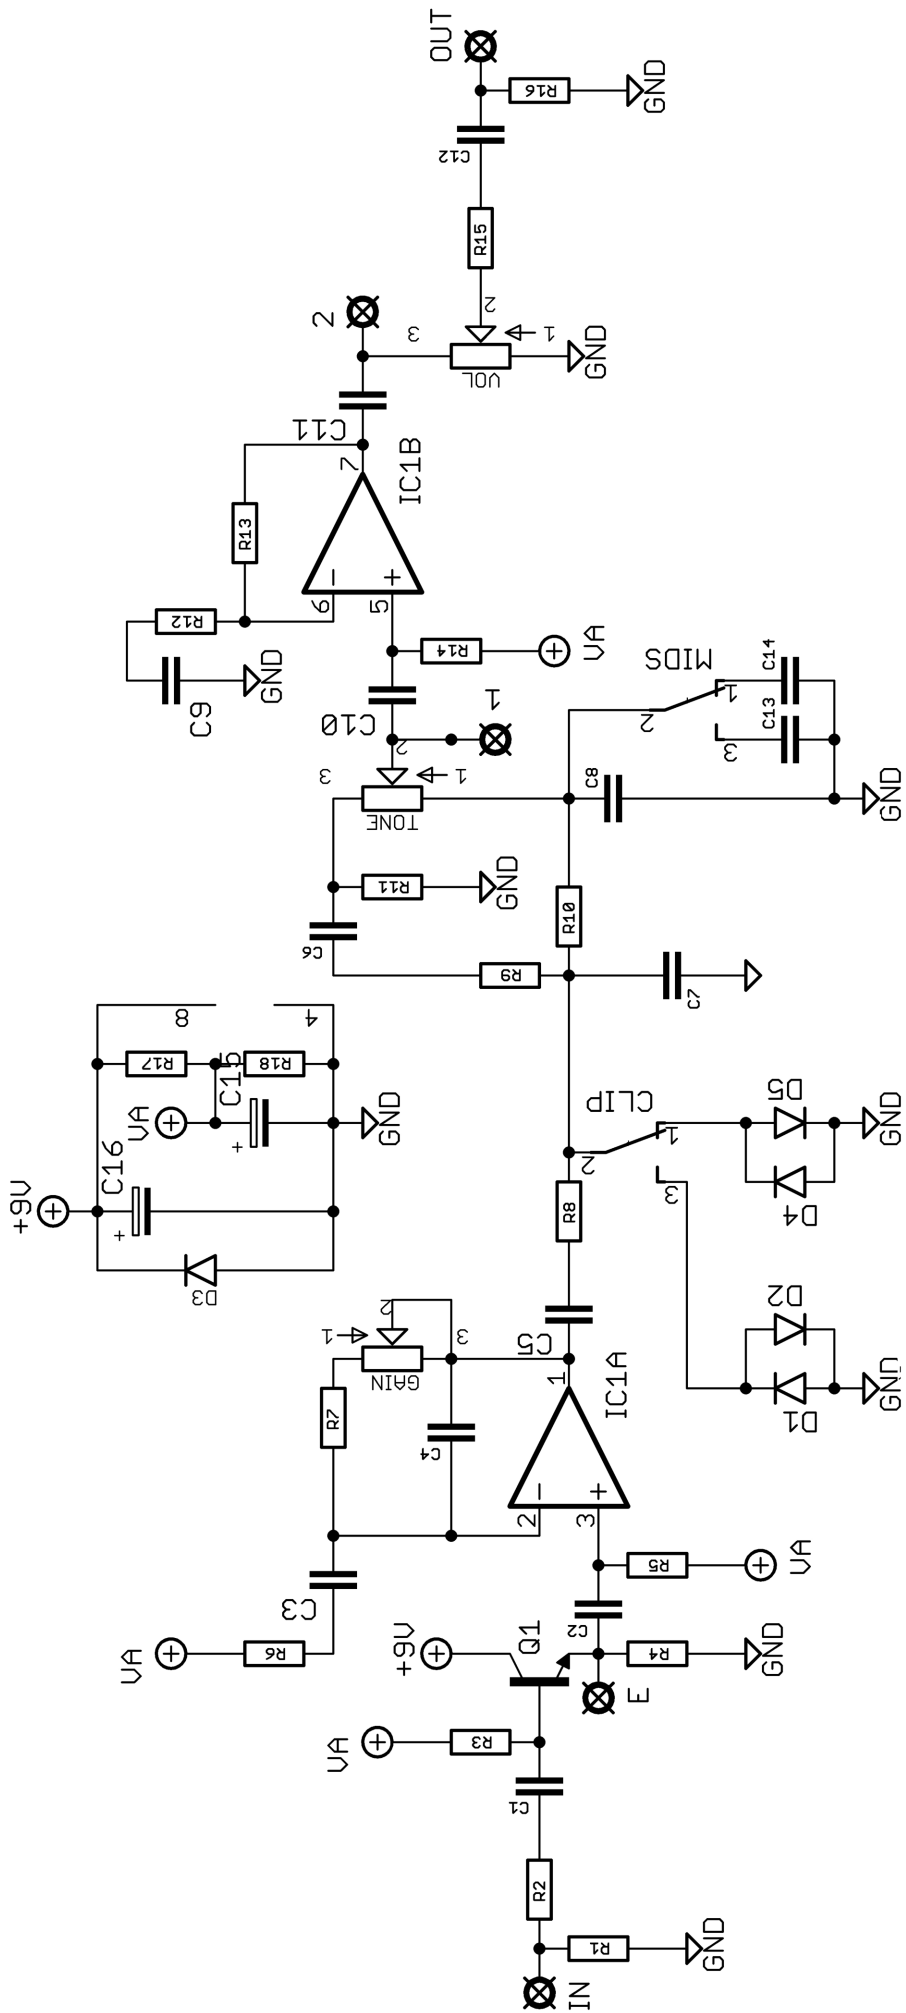 OUT
R16
GND
C12
R15
2
2
3
1
VOL
GND
C11
7
IC1B
R13
6
5
R12
R14
VA
C9
GND
C10
2
1
MIDS
2
1
3
C14
C13
3
1
TONE
C8
GND
R11
GND
C6
R10
R9
C7
8
4
R17
R18
C15
VA
GND
+
C16
+9V
+
D3
CLIP
2
1
3
R8
D5
D4
GND
D2
D1
GND
C5
1
IC1A
2
1
3
GAIN
R7
C4
2
3
C3
R5
VA
C2
R6
VA
+9V
Q1
R4
GND
E
VA
R3
C1
R2
R1
GND
IN